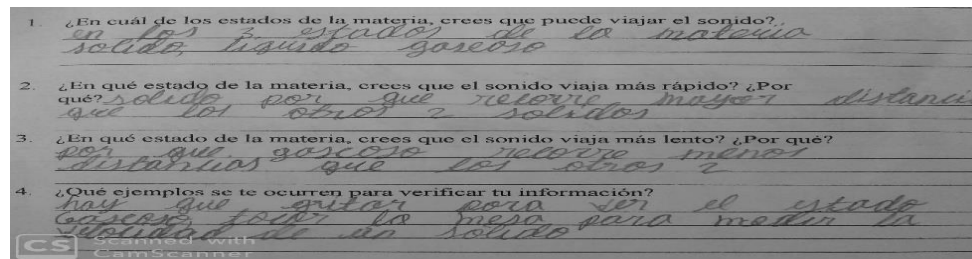 1. ¿En cuál de los estados de la materia, crees que puede viajar el sonido?
en los 3 estados de la materia
solido, liquido gaseoso
2. ¿En qué estado de la materia, crees que el sonido viaja más rápido? ¿Por
qué? solido por que recorre mayor distanci
que los otros 2 solidos
3. ¿En qué estado de la materia, crees que el sonido viaja más lento? ¿Por qué?
por que gascoso recorre menos
distancias que los otros 2
4. ¿Qué ejemplos se te ocurren para verificar tu información?
hay que gritar para ver el estado
Gaseoso tocar la mesa para medir la
velocidad de un solido
CS Scanned with
CamScanner